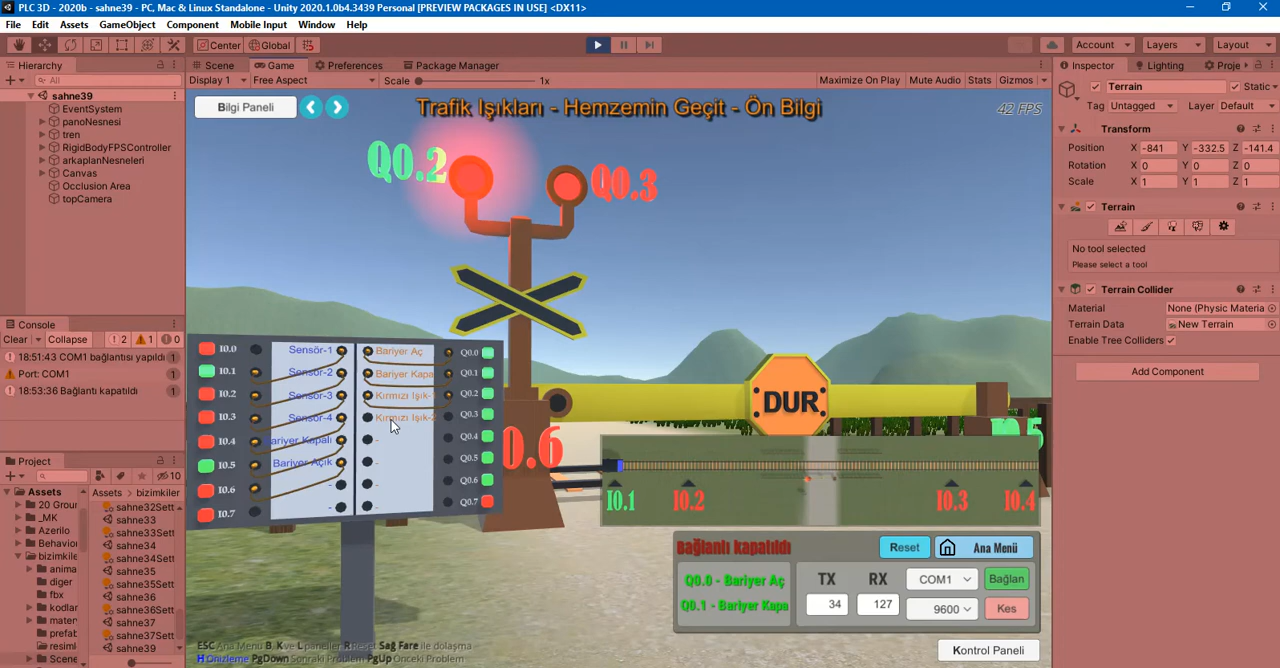 PLC 3D - 2020b - sahne39 - PC, Mac & Linux Standalone - Unity 2020.1.0b4.3439 Personal [PREVIEW PACKAGES IN USE] <DX11>
File Edit Assets GameObject Component Mobile Input Window Help
Center Global Account Layers Layout
Hierarchy
All
sahne39
EventSystem
panoNesnesi
tren
RigidBodyFPSController
arkaplanNesneleri
Canvas
Occlusion Area
topCamera
Console
Clear Collapse 2 1 0
18:51:43 COM1 bağlantısı yapıldı 1
Port: COM1 1
18:53:36 Bağlantı kapatıldı 1
Project
10
Assets
20 Groun
_MK
Azerilo
Behavio
bizimkiler
anima
diger
fbx
kodlar
mater
prefab
resiml
Scene
Assets bizimkiler
sahne32Sett
sahne33
sahne34
sahne34Sett
sahne35
sahne35Sett
sahne36
sahne36Sett
sahne37
sahne37Sett
sahne39
Scene Game Preferences Package Manager
Display 1 Free Aspect Scale 1x Maximize On Play Mute Audio Stats Gizmos
Bilgi Paneli
Trafik Işıkları - Hemzemin Geçit - Ön Bilgi
42 FPS
Q0.2
Q0.3
I0.0 Sensör-1 Bariyer Aç Q0.0
I0.1 Sensör-2 Bariyer Kapa Q0.1
I0.2 Sensör-3 Kırmızı Işık-1 Q0.2
I0.3 Sensör-4 Kırmızı Işık-2 Q0.3
I0.4 Bariyer Kapalı - Q0.4
I0.5 Bariyer Açık - Q0.5
I0.6 - - Q0.6
I0.7 - - Q0.7
DUR
0.6
I0.1 I0.2 I0.3 I0.4
Bağlantı kapatıldı Reset Ana Menü
Q0.0 - Bariyer Aç
Q0.1 - Bariyer Kapa
TX RX COM1 Bağlan
34 127 9600 Kes
ESC Ana Menü B, K ve L paneller R Reset Sağ Fare ile dolaşma
H Önizleme PgDown Sonraki Problem PgUp Önceki Problem
Kontrol Paneli
Inspector Lighting Proje
Terrain Static
Tag Untagged Layer Default
Transform
Position X -841 Y -332.5 Z -141.4
Rotation X 0 Y 0 Z 0
Scale X 1 Y 1 Z 1
Terrain
No tool selected
Please select a tool
Terrain Collider
Material None (Physic Materia
Terrain Data New Terrain
Enable Tree Colliders
Add Component